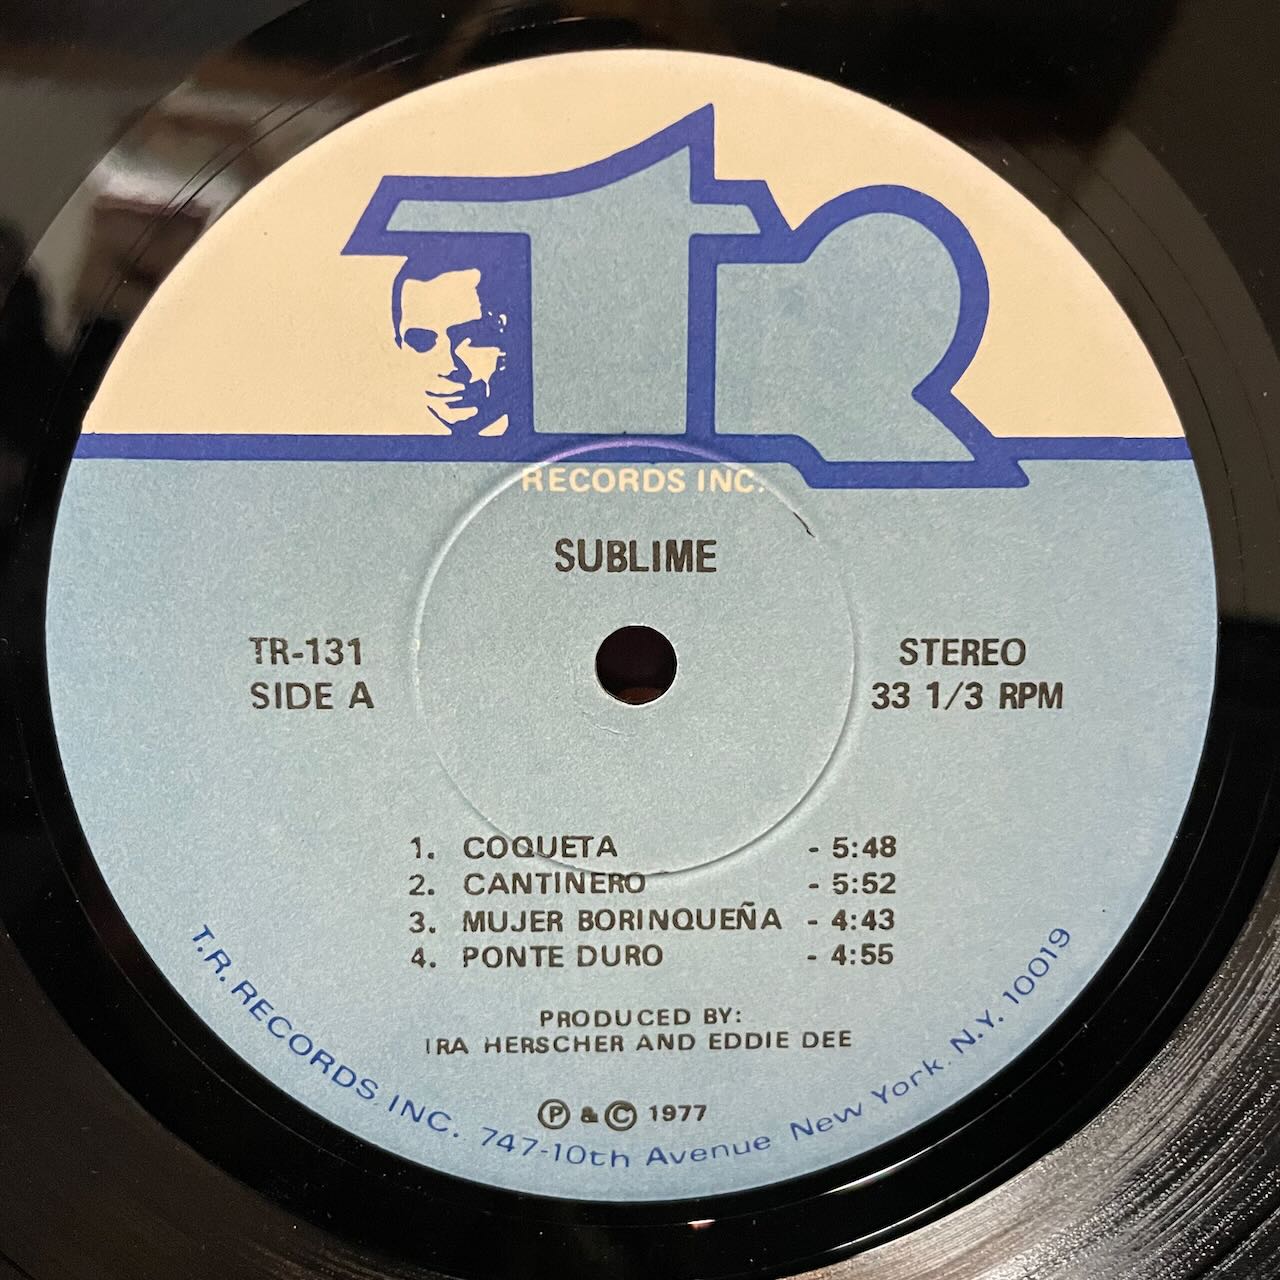 TR
RECORDS INC.
SUBLIME
TR-131
SIDE A
STEREO
33 1/3 RPM
1. COQUETA - 5:48
2. CANTINERO - 5:52
3. MUJER BORINQUEÑA - 4:43
4. PONTE DURO - 4:55
PRODUCED BY:
IRA HERSCHER AND EDDIE DEE
Ⓟ & © 1977
T.R. RECORDS, INC. 747-10th Avenue New York, N.Y. 10019